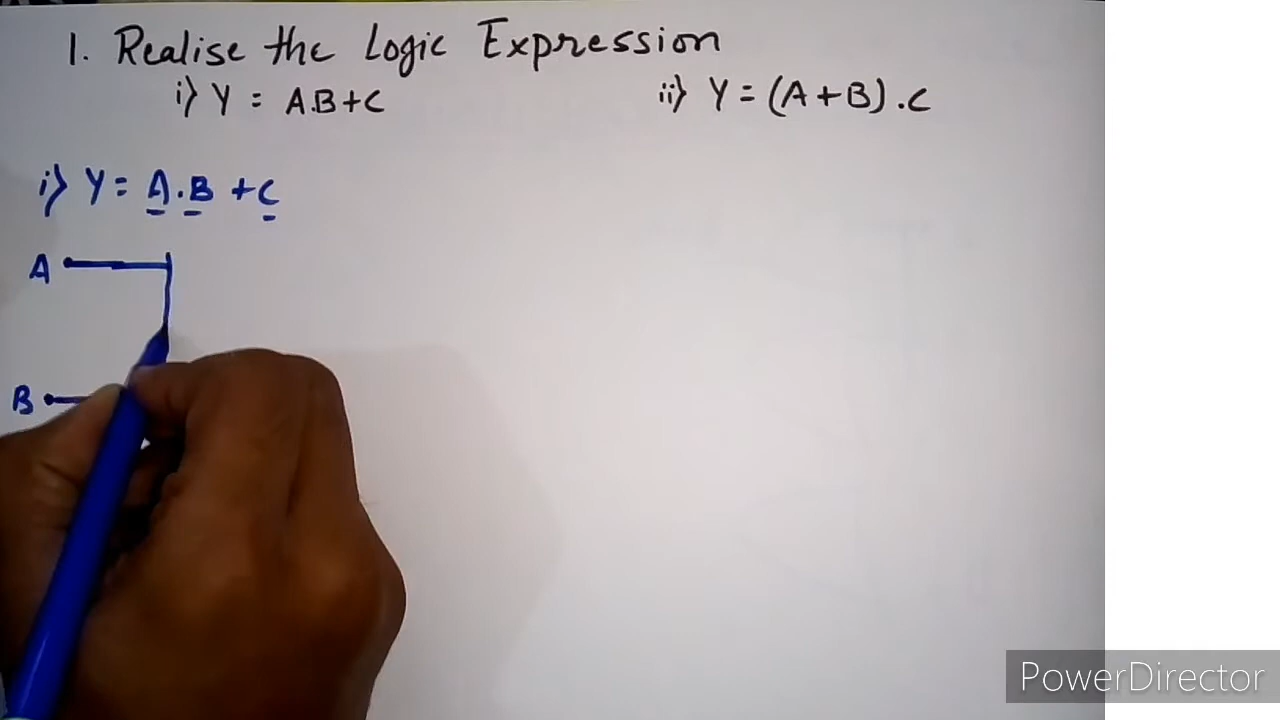 1. Realise the Logic Expression
i) Y = A.B+C ii) Y = (A+B).C
i) Y = A.B + C
A
B
PowerDirector